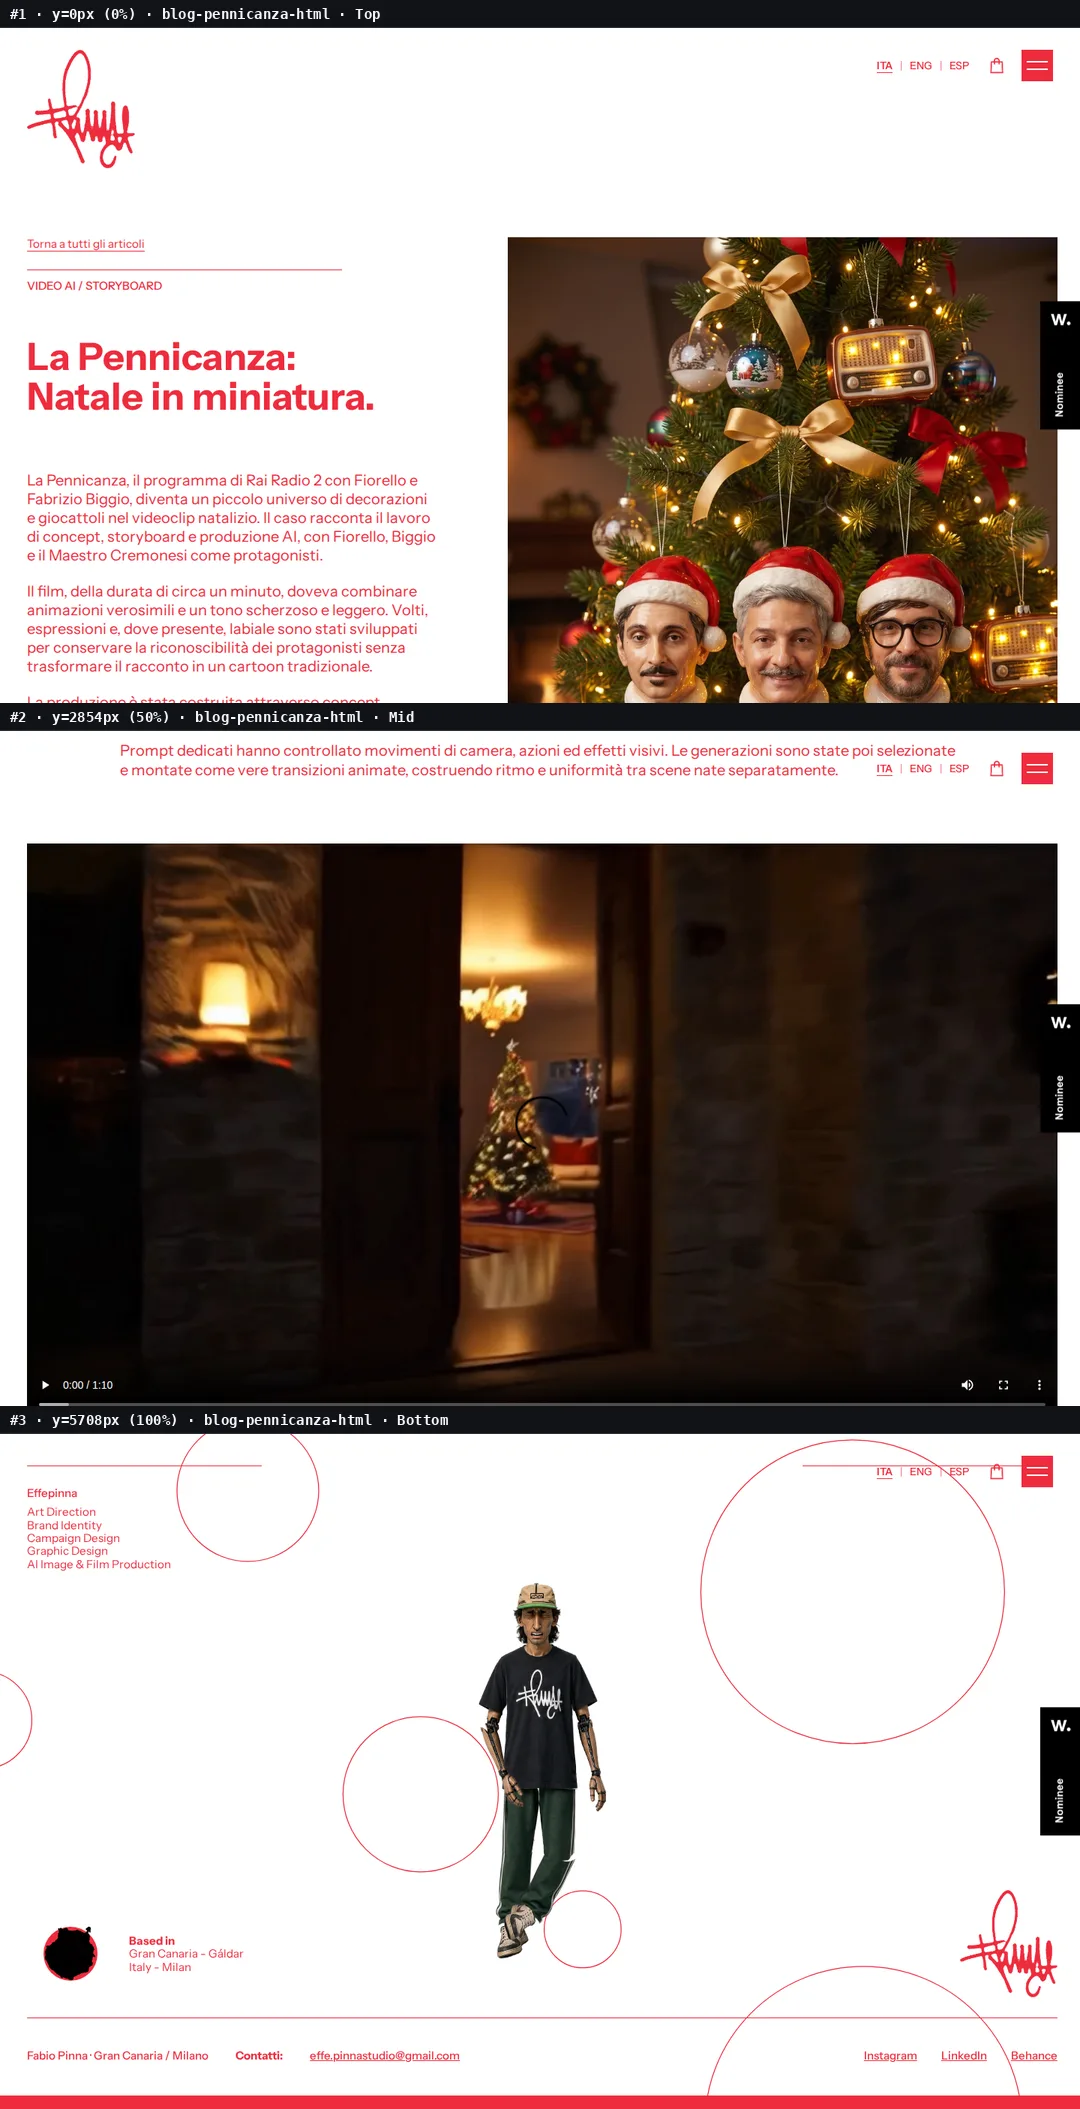 #1 · y=0px (0%) · blog-pennicanza-html · Top
ITA | ENG | ESP
Torna a tutti gli articoli
VIDEO AI / STORYBOARD
La Pennicanza:
Natale in miniatura.
La Pennicanza, il programma di Rai Radio 2 con Fiorello e
Fabrizio Biggio, diventa un piccolo universo di decorazioni
e giocattoli nel videoclip natalizio. Il caso racconta il lavoro
di concept, storyboard e produzione AI, con Fiorello, Biggio
e il Maestro Cremonesi come protagonisti.
Il film, della durata di circa un minuto, doveva combinare
animazioni verosimili e un tono scherzoso e leggero. Volti,
espressioni e, dove presente, labiale sono stati sviluppati
per conservare la riconoscibilità dei protagonisti senza
trasformare il racconto in un cartoon tradizionale.
La produzione è stata costruita attraverso concept,
W.
Nominee
#2 · y=2854px (50%) · blog-pennicanza-html · Mid
Prompt dedicati hanno controllato movimenti di camera, azioni ed effetti visivi. Le generazioni sono state poi selezionate
e montate come vere transizioni animate, costruendo ritmo e uniformità tra scene nate separatamente.
ITA | ENG | ESP
W.
Nominee
0:00 / 1:10
#3 · y=5708px (100%) · blog-pennicanza-html · Bottom
ITA | ENG | ESP
Effepinna
Art Direction
Brand Identity
Campaign Design
Graphic Design
AI Image & Film Production
W.
Nominee
Based in
Gran Canaria - Gáldar
Italy - Milan
Fabio Pinna · Gran Canaria / Milano
Contatti:
effe.pinnastudio@gmail.com
Instagram
LinkedIn
Behance